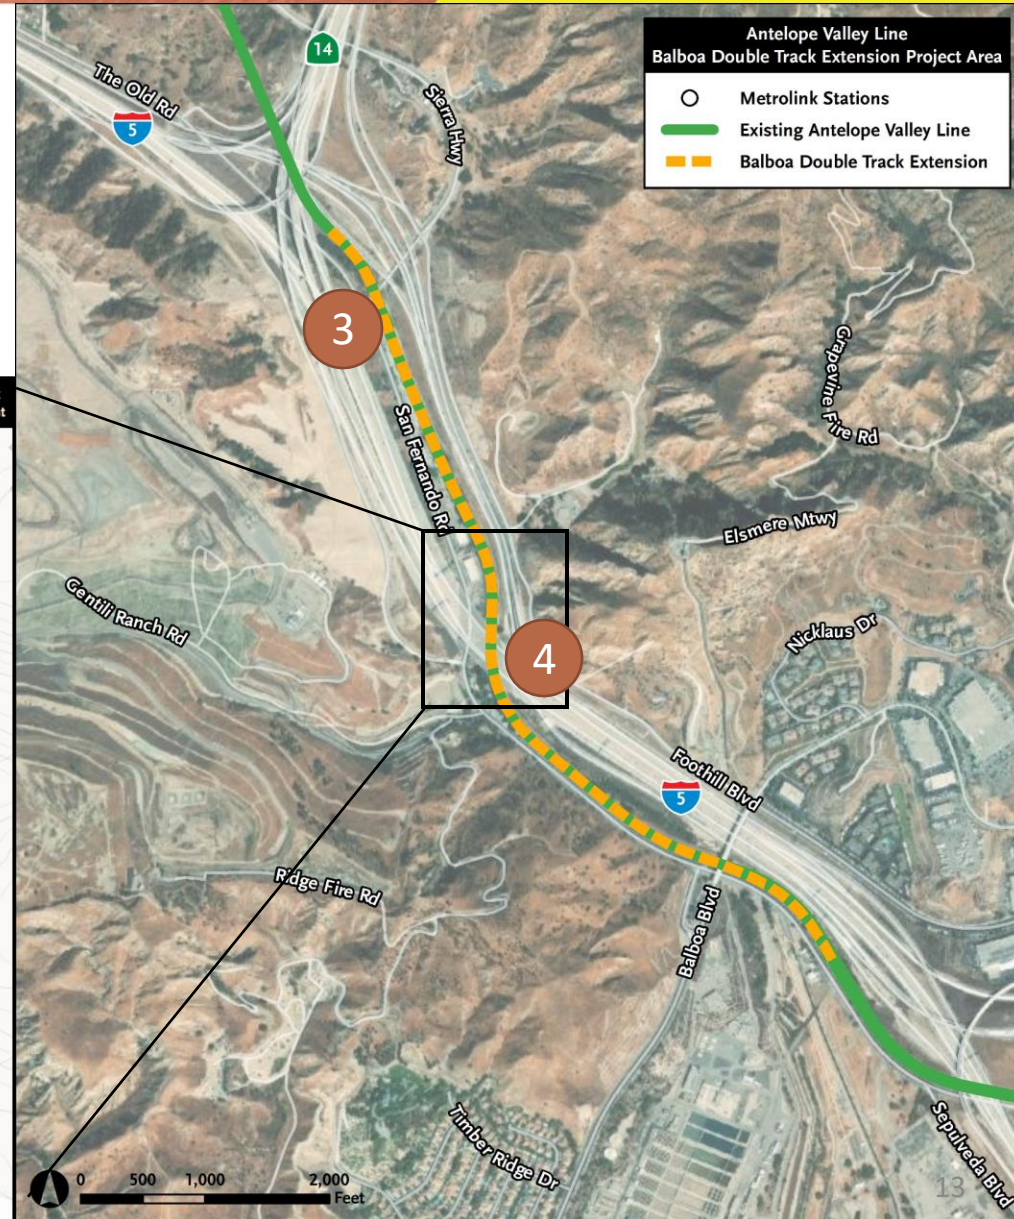 Antelope Valley Line
Balboa Double Track Extension Project Area
Metrolink Stations
Existing Antelope Valley Line
Balboa Double Track Extension
14
The Old Rd
5
Sierra Hwy
3
San Fernando Rd
Grapevine Fire Rd
Elsmere Mtwy
Gentili Ranch Rd
Nicklaus Dr
4
Foothill Blvd
5
Ridge Fire Rd
Balboa Blvd
Timber Ridge Dr
Sepulveda Blvd
0 500 1,000 2,000
Feet
13